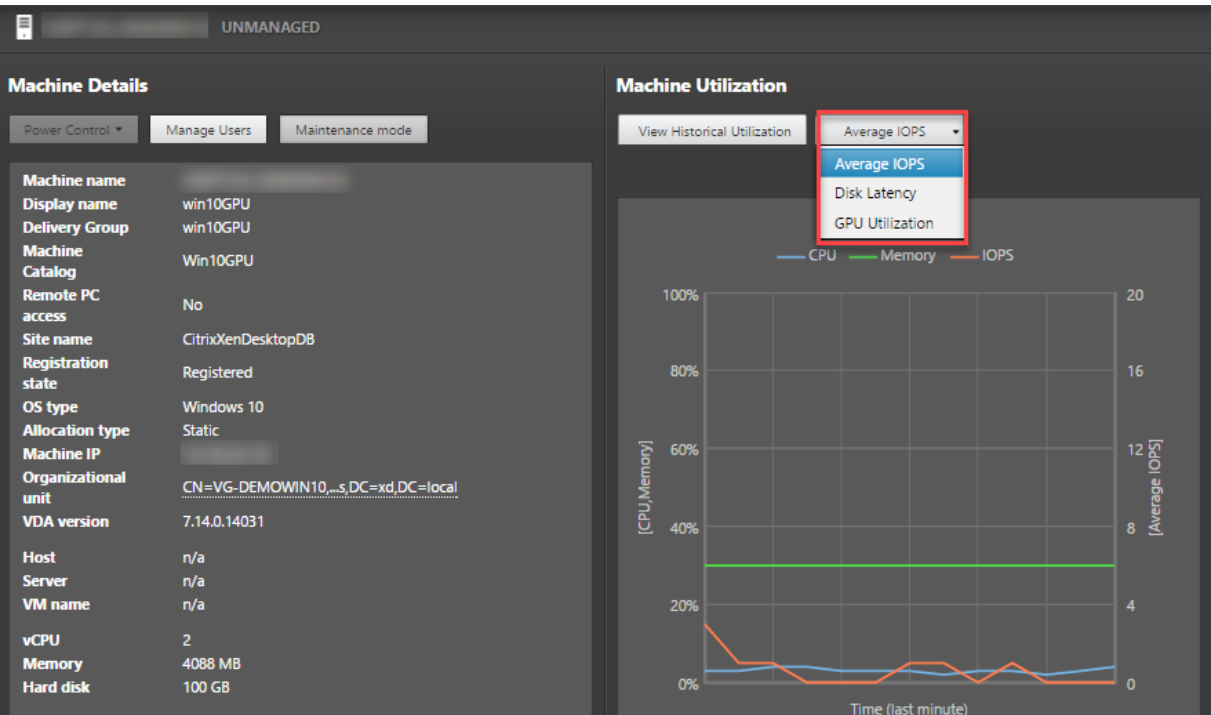 UNMANAGED
Machine Details
Power Control
Manage Users
Maintenance mode
Machine name
Display name win10GPU
Delivery Group win10GPU
Machine
Catalog
Win10GPU
Remote PC
access
No
Site name CitrixXenDesktopDB
Registration
state
Registered
OS type Windows 10
Allocation type Static
Machine IP
Organizational
unit
CN=VG-DEMOWIN10,...s,DC=xd,DC=local
VDA version 7.14.0.14031
Host n/a
Server n/a
VM name n/a
vCPU 2
Memory 4088 MB
Hard disk 100 GB
Machine Utilization
View Historical Utilization
Average IOPS
Average IOPS
Disk Latency
GPU Utilization
CPU Memory IOPS
100% 20
80% 16
60% 12
40% 8
20% 4
0% 0
[CPU,Memory]
[Average IOPS]
Time (last minute)